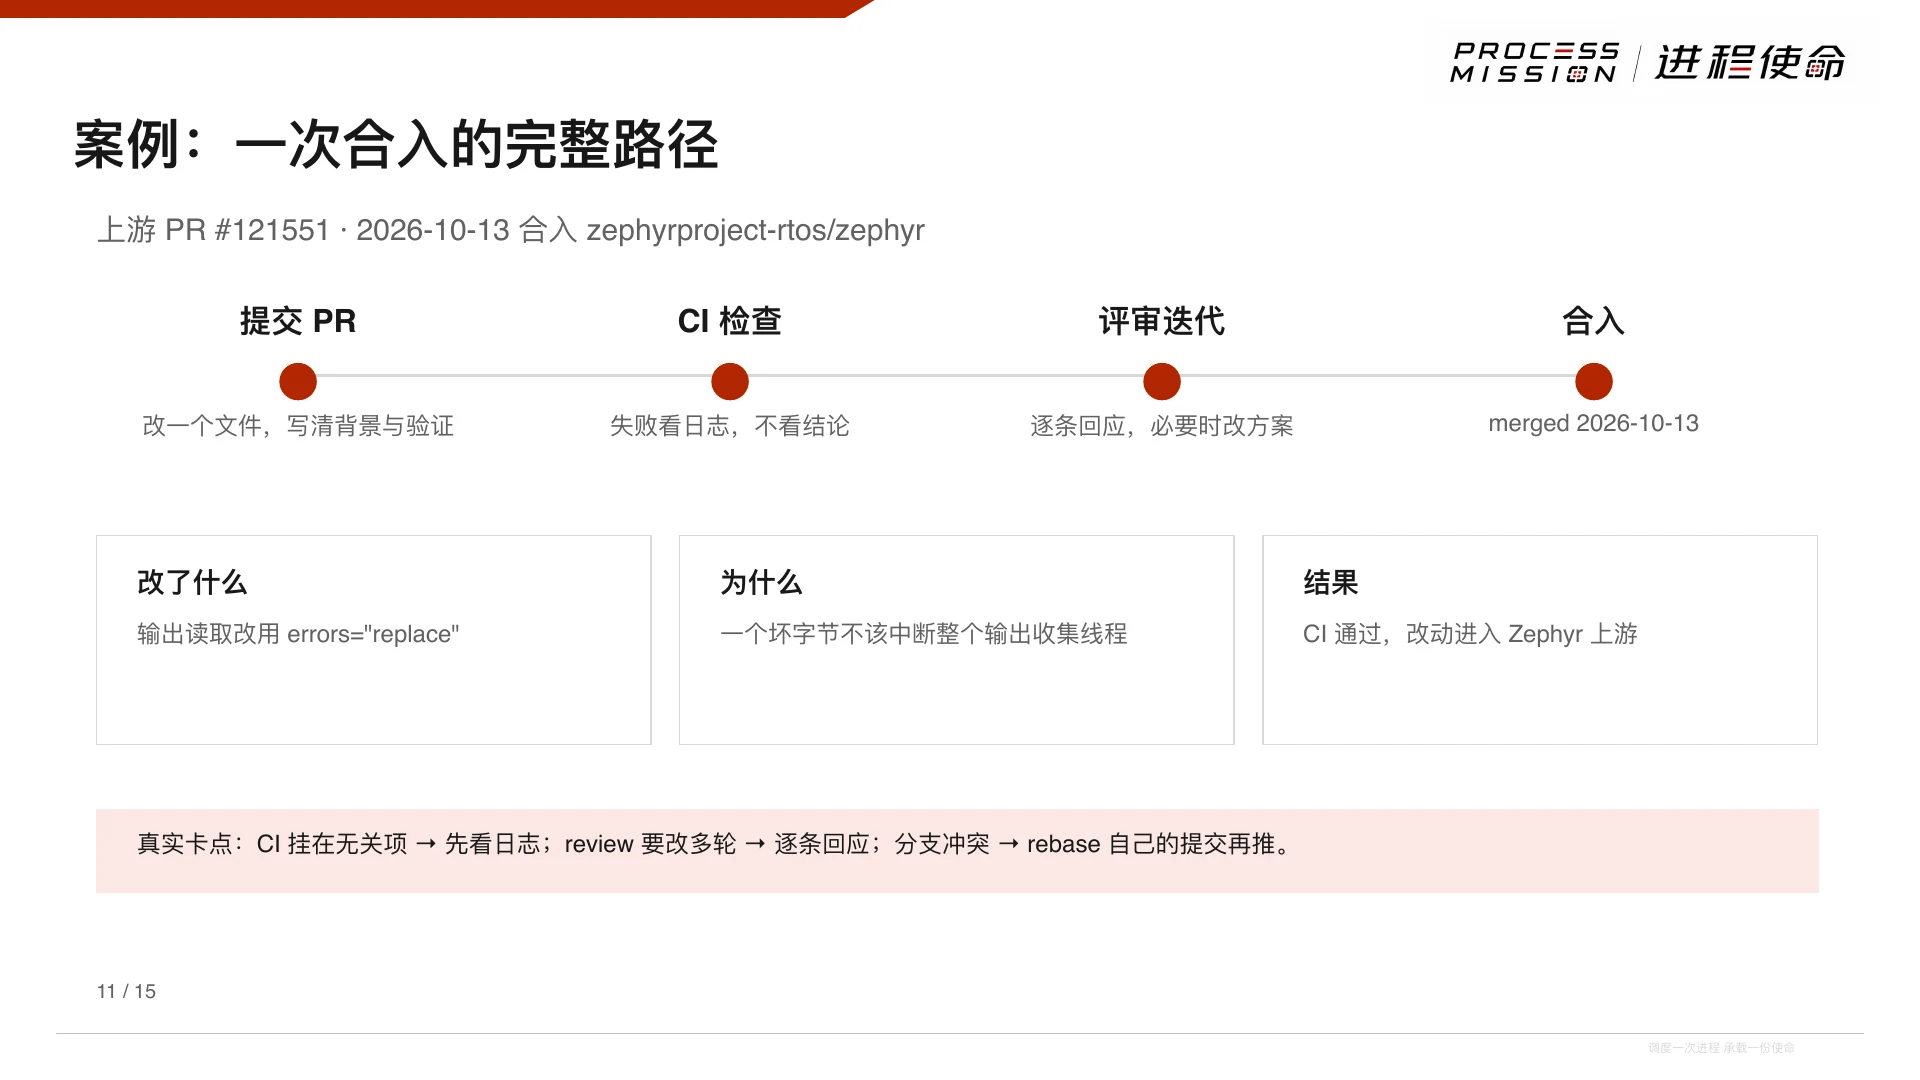 PROCESS MISSION | 进程使命
案例：一次合入的完整路径
上游 PR #121551 · 2026-10-13 合入 zephyrproject-rtos/zephyr
提交 PR
改一个文件，写清背景与验证
CI 检查
失败看日志，不看结论
评审迭代
逐条回应，必要时改方案
合入
merged 2026-10-13
改了什么
输出读取改用 errors="replace"
为什么
一个坏字节不该中断整个输出收集线程
结果
CI 通过，改动进入 Zephyr 上游
真实卡点：CI 挂在无关项 → 先看日志；review 要改多轮 → 逐条回应；分支冲突 → rebase 自己的提交再推。
11 / 15
调度一次进程 承载一份使命